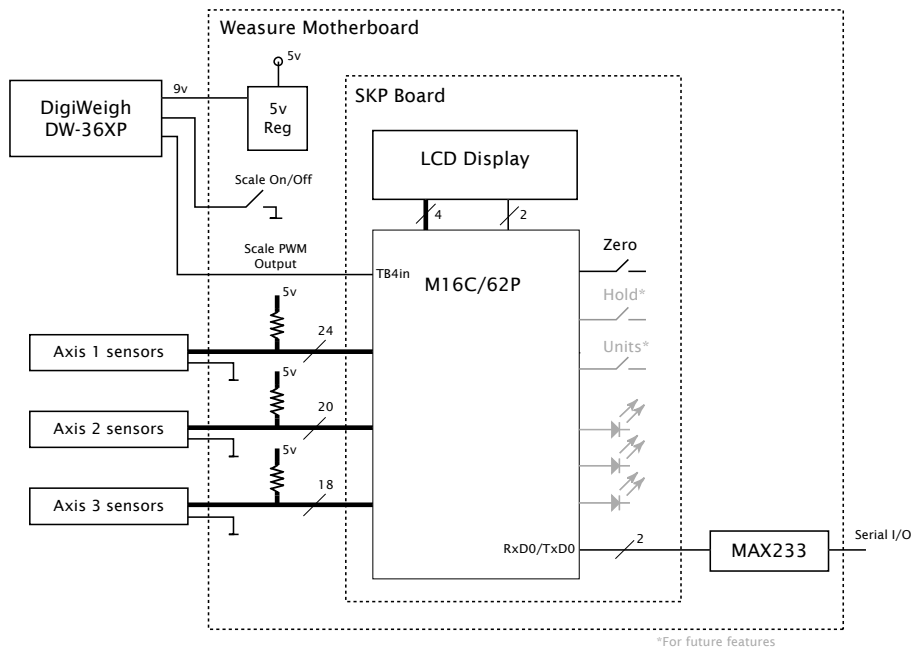 Weasure Motherboard
5v
SKP Board
9v
DigiWeigh
DW-36XP
5v
Reg
LCD Display
Scale On/Off
4
2
Scale PWM
Output
Zero
TB4in
M16C/62P
5v
Hold*
24
Units*
Axis 1 sensors
5v
20
Axis 2 sensors
5v
18
Axis 3 sensors
RxD0/TxD0
2
MAX233
Serial I/O
*For future features